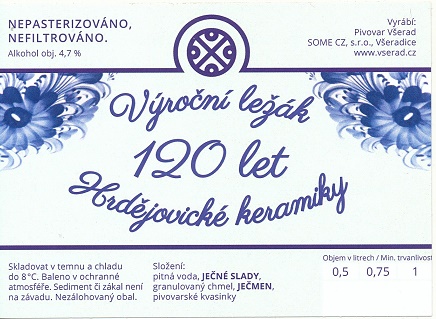 NEPASTERIZOVÁNO,
NEFILTROVÁNO.
Alkohol obj. 4,7 %
Vyrábí:
Pivovar Všerad
SOME CZ, s.r.o., Všeradice
www.vserad.cz
Výroční ležák
120 let
Hrdějovické keramiky
Skladovat v temnu a chladu
do 8°C. Baleno v ochranné
atmosféře. Sediment či zákal není
na závadu. Nezálohovaný obal.
Složení:
pitná voda, JEČNÉ SLADY,
granulovaný chmel, JEČMEN,
pivovarské kvasinky
Objem v litrech / Min. trvanlivost
0,5 0,75 1